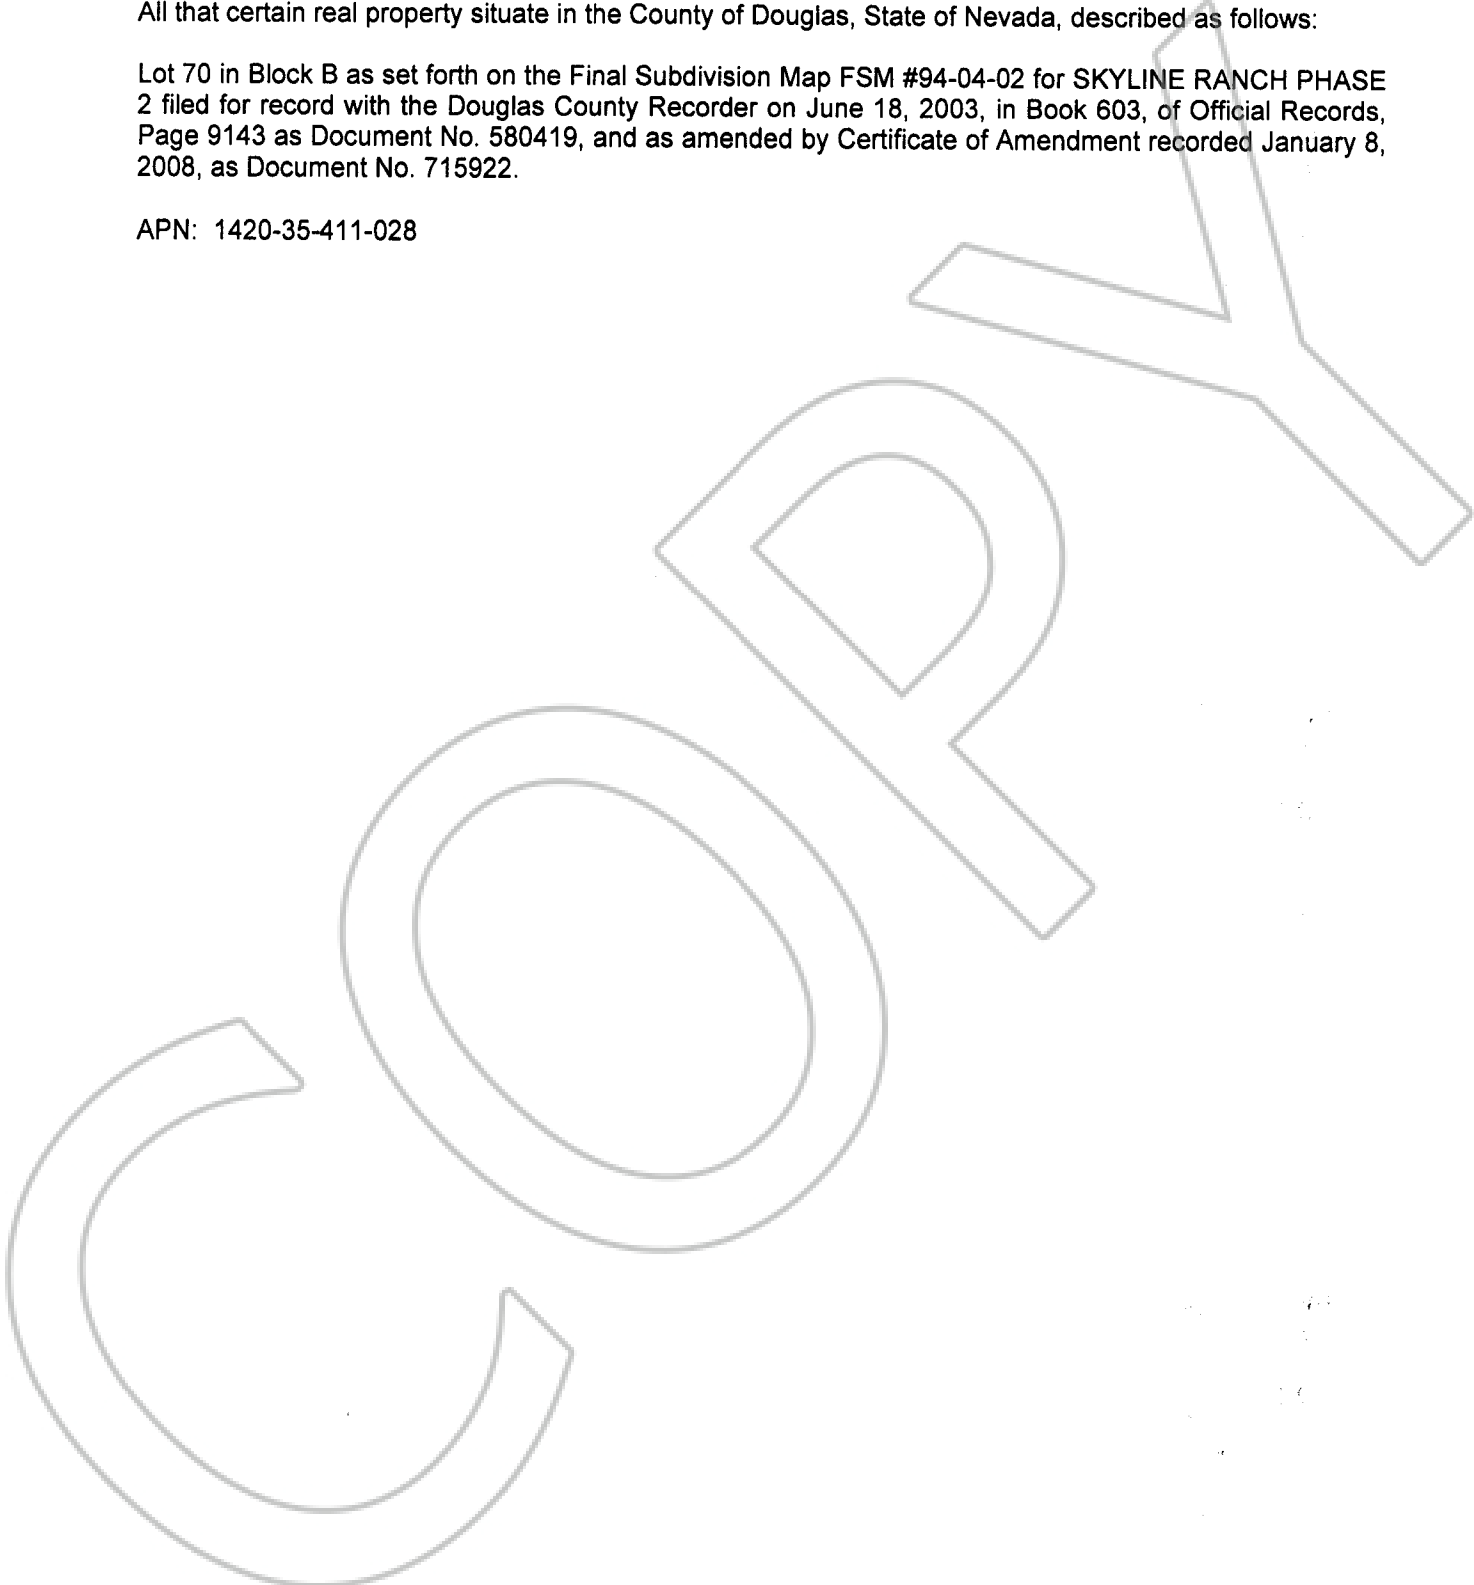 All that certain real property situate in the County of Douglas, State of Nevada, described as follows:
Lot 70 in Block B as set forth on the Final Subdivision Map FSM #94-04-02 for SKYLINE RANCH PHASE
2 filed for record with the Douglas County Recorder on June 18, 2003, in Book 603, of Official Records,
Page 9143 as Document No. 580419, and as amended by Certificate of Amendment recorded January 8,
2008, as Document No. 715922.
APN: 1420-35-411-028
COPY